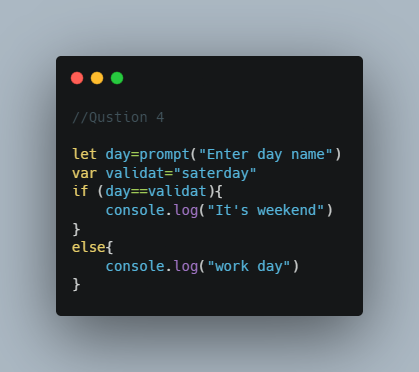 //Qustion 4
let day=prompt("Enter day name")
var validat="saterday"
if (day==validat){
    console.log("It's weekend")
}
else{
    console.log("work day")
}